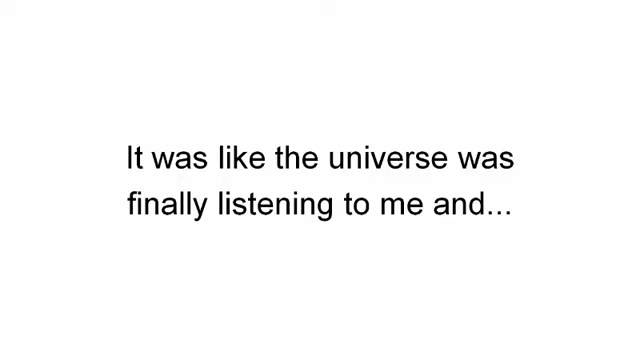 It was like the universe was
finally listening to me and...